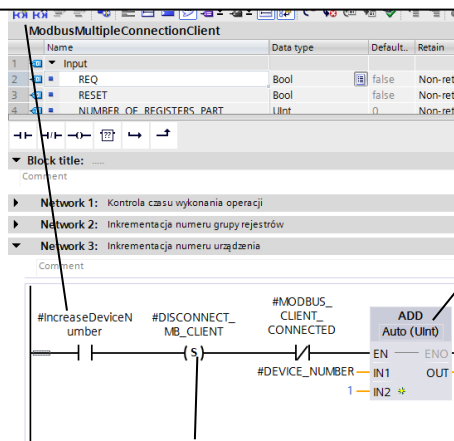 ModbusMultipleConnectionClient
Name Data type Default.. Retain
1 Input
2 REQ Bool false Non-ret
3 RESET Bool false Non-ret
4 NUMBER_OF_REGISTERS_PART UInt 0 Non-ret
Block title: .....
Comment
Network 1: Kontrola czasu wykonania operacji
Network 2: Inkrementacja numeru grupy rejestrów
Network 3: Inkrementacja numeru urządzenia
Comment
#IncreaseDeviceN
umber
#DISCONNECT_
MB_CLIENT
S
#MODBUS_
CLIENT_
CONNECTED
ADD
Auto (UInt)
EN ENO
#DEVICE_NUMBER IN1 OUT
1 IN2